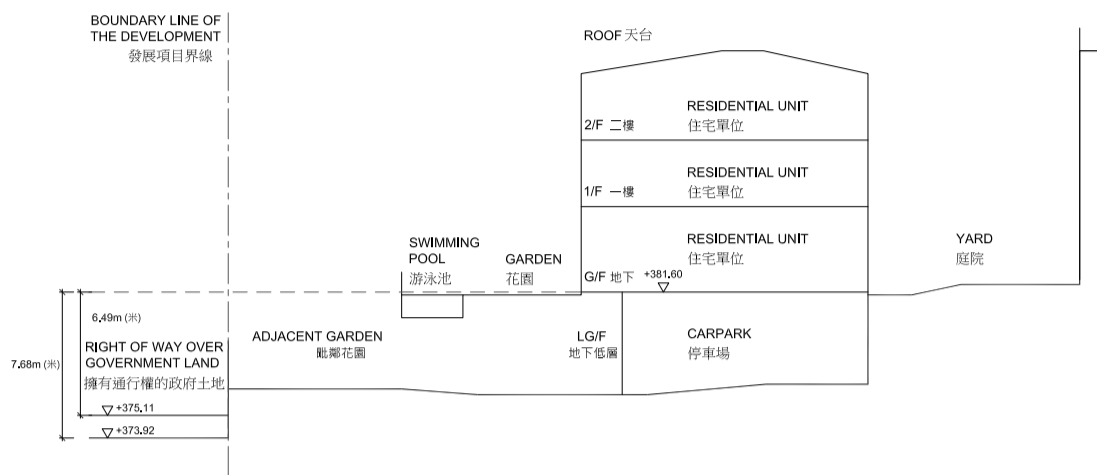 BOUNDARY LINE OF
THE DEVELOPMENT
發展項目界線
ROOF 天台
2/F 二樓
RESIDENTIAL UNIT
住宅單位
1/F 一樓
RESIDENTIAL UNIT
住宅單位
SWIMMING
POOL
游泳池
GARDEN
花園
G/F 地下
+381.60
RESIDENTIAL UNIT
住宅單位
YARD
庭院
7.68m (米)
6.49m (米)
RIGHT OF WAY OVER
GOVERNMENT LAND
擁有通行權的政府土地
+375.11
+373.92
ADJACENT GARDEN
毗鄰花園
LG/F
地下低層
CARPARK
停車場